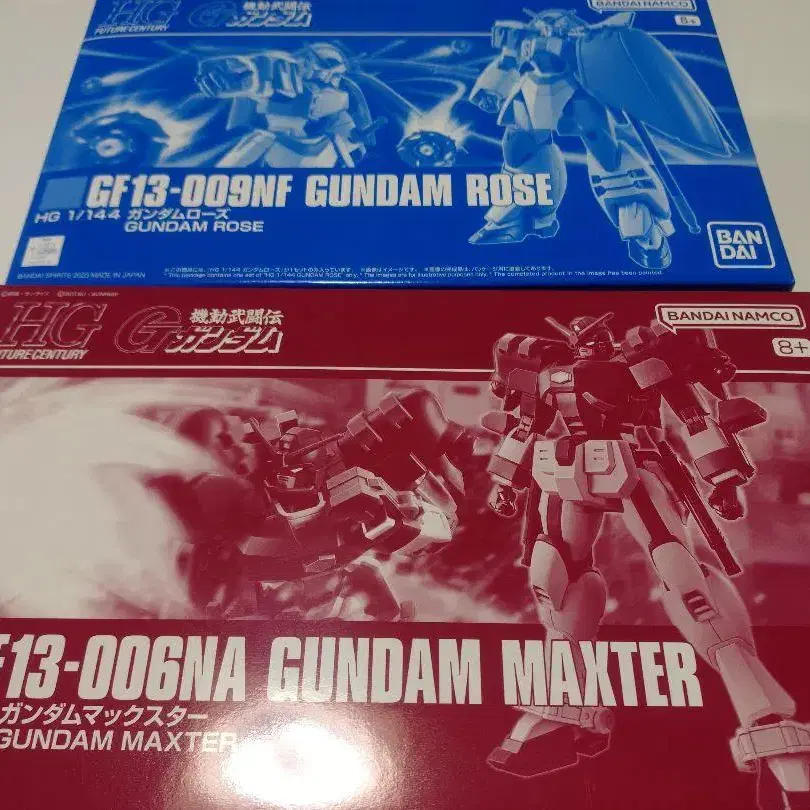 HG
FUTURE CENTURY
機動武闘伝
Gガンダム
BANDAI NAMCO
8+
GF13-009NF GUNDAM ROSE
HG 1/144 ガンダムローズ
GUNDAM ROSE
BANDAI SPIRITS 2023 MADE IN JAPAN
BAN
DAI
HG
FUTURE CENTURY
機動武闘伝
Gガンダム
BANDAI NAMCO
8+
F13-006NA GUNDAM MAXTER
ガンダムマックスター
GUNDAM MAXTER